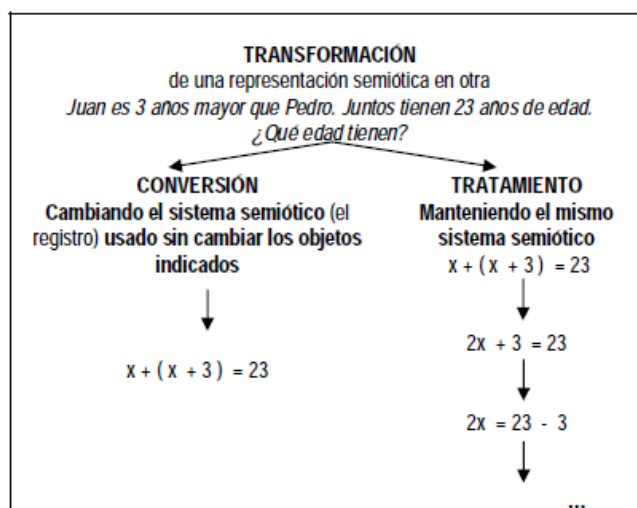 TRANSFORMACIÓN
de una representación semiótica en otra
Juan es 3 años mayor que Pedro. Juntos tienen 23 años de edad.
¿Qué edad tienen?
CONVERSIÓN
Cambiando el sistema semiótico (el
registro) usado sin cambiar los objetos
indicados
x + ( x + 3 ) = 23
TRATAMIENTO
Manteniendo el mismo
sistema semiótico
x + ( x + 3 ) = 23
2x + 3 = 23
2x = 23 - 3
...